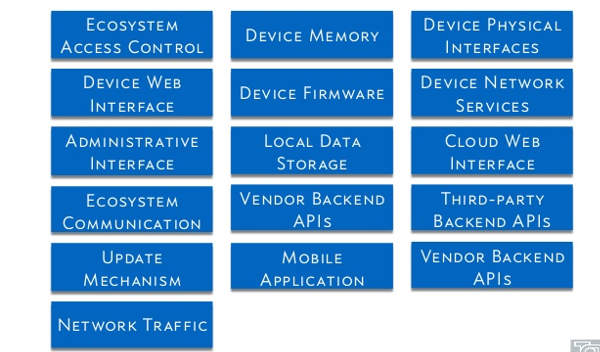 Ecosystem
Access Control
Device Memory
Device Physical
Interfaces
Device Web
Interface
Device Firmware
Device Network
Services
Administrative
Interface
Local Data
Storage
Cloud Web
Interface
Ecosystem
Communication
Vendor Backend
APIs
Third-party
Backend APIs
Update
Mechanism
Mobile
Application
Vendor Backend
APIs
Network Traffic